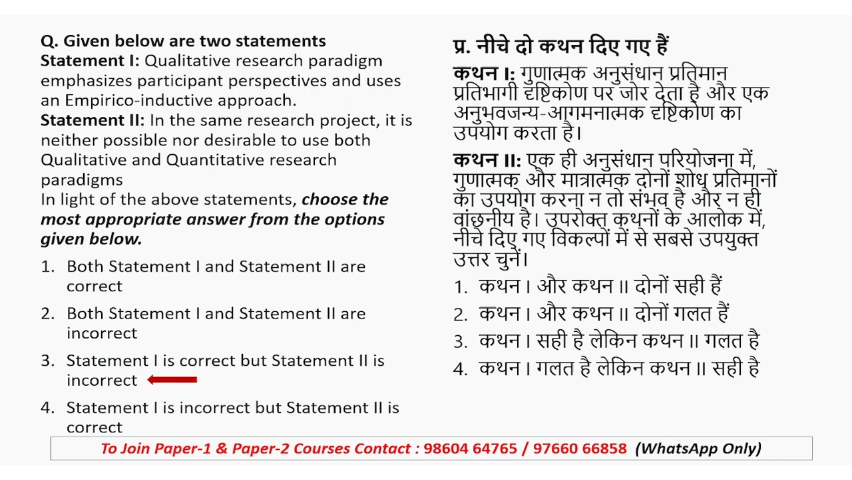 Q. Given below are two statements
Statement I: Qualitative research paradigm
emphasizes participant perspectives and uses
an Empirico-inductive approach.
Statement II: In the same research project, it is
neither possible nor desirable to use both
Qualitative and Quantitative research
paradigms
In light of the above statements, choose the
most appropriate answer from the options
given below.
1. Both Statement I and Statement II are
correct
2. Both Statement I and Statement II are
incorrect
3. Statement I is correct but Statement II is
incorrect
4. Statement I is incorrect but Statement II is
correct
प्र. नीचे दो कथन दिए गए हैं
कथन I: गुणात्मक अनुसंधान प्रतिमान
प्रतिभागी दृष्टिकोण पर जोर देता है और एक
अनुभवजन्य-आगमनात्मक दृष्टिकोण का
उपयोग करता है।
कथन II: एक ही अनुसंधान परियोजना में,
गुणात्मक और मात्रात्मक दोनों शोध प्रतिमानों
का उपयोग करना न तो संभव है और न ही
वांछनीय है। उपरोक्त कथनों के आलोक में,
नीचे दिए गए विकल्पों में से सबसे उपयुक्त
उत्तर चुनें।
1. कथन I और कथन II दोनों सही हैं
2. कथन I और कथन II दोनों गलत हैं
3. कथन I सही है लेकिन कथन II गलत है
4. कथन I गलत है लेकिन कथन II सही है
To Join Paper-1 & Paper-2 Courses Contact : 98604 64765 / 97660 66858 (WhatsApp Only)